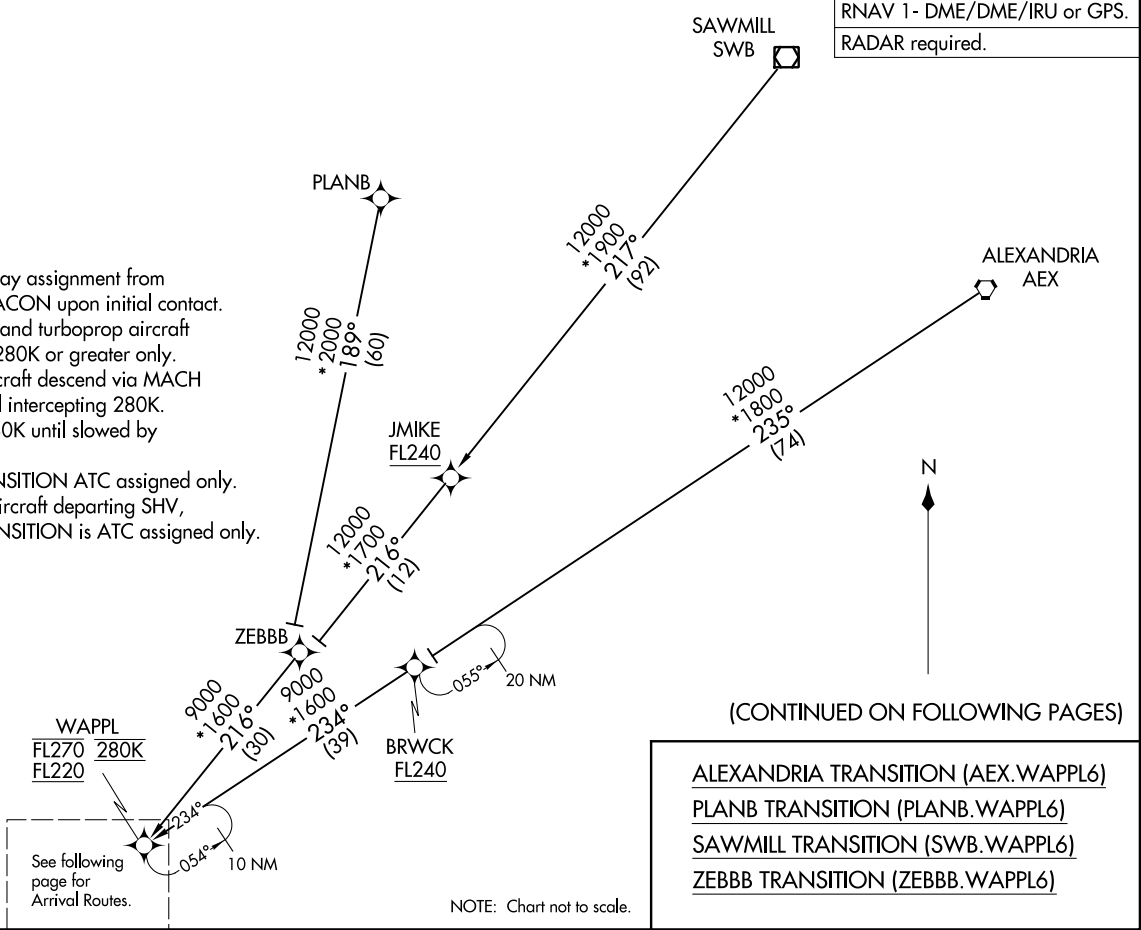 RNAV 1- DME/DME/IRU or GPS.
RADAR required.
SAWMILL
SWB
PLANB
12000
*1900
217°
(92)
ALEXANDRIA
AEX
ay assignment from
ACON upon initial contact.
and turboprop aircraft
280K or greater only.
craft descend via MACH
l intercepting 280K.
0K until slowed by
NSITION ATC assigned only.
ircraft departing SHV,
NSITION is ATC assigned only.
12000
*2000
189°
(60)
12000
*1800
235°
(74)
JMIKE
FL240
N
12000
*1700
216°
(12)
ZEBBB
055°
20 NM
9000
*1600
216°
(30)
9000
*1600
234°
(39)
BRWCK
FL240
WAPPL
FL270 280K
FL220
234°
054°
10 NM
See following
page for
Arrival Routes.
NOTE: Chart not to scale.
(CONTINUED ON FOLLOWING PAGES)
ALEXANDRIA TRANSITION (AEX.WAPPL6)
PLANB TRANSITION (PLANB.WAPPL6)
SAWMILL TRANSITION (SWB.WAPPL6)
ZEBBB TRANSITION (ZEBBB.WAPPL6)